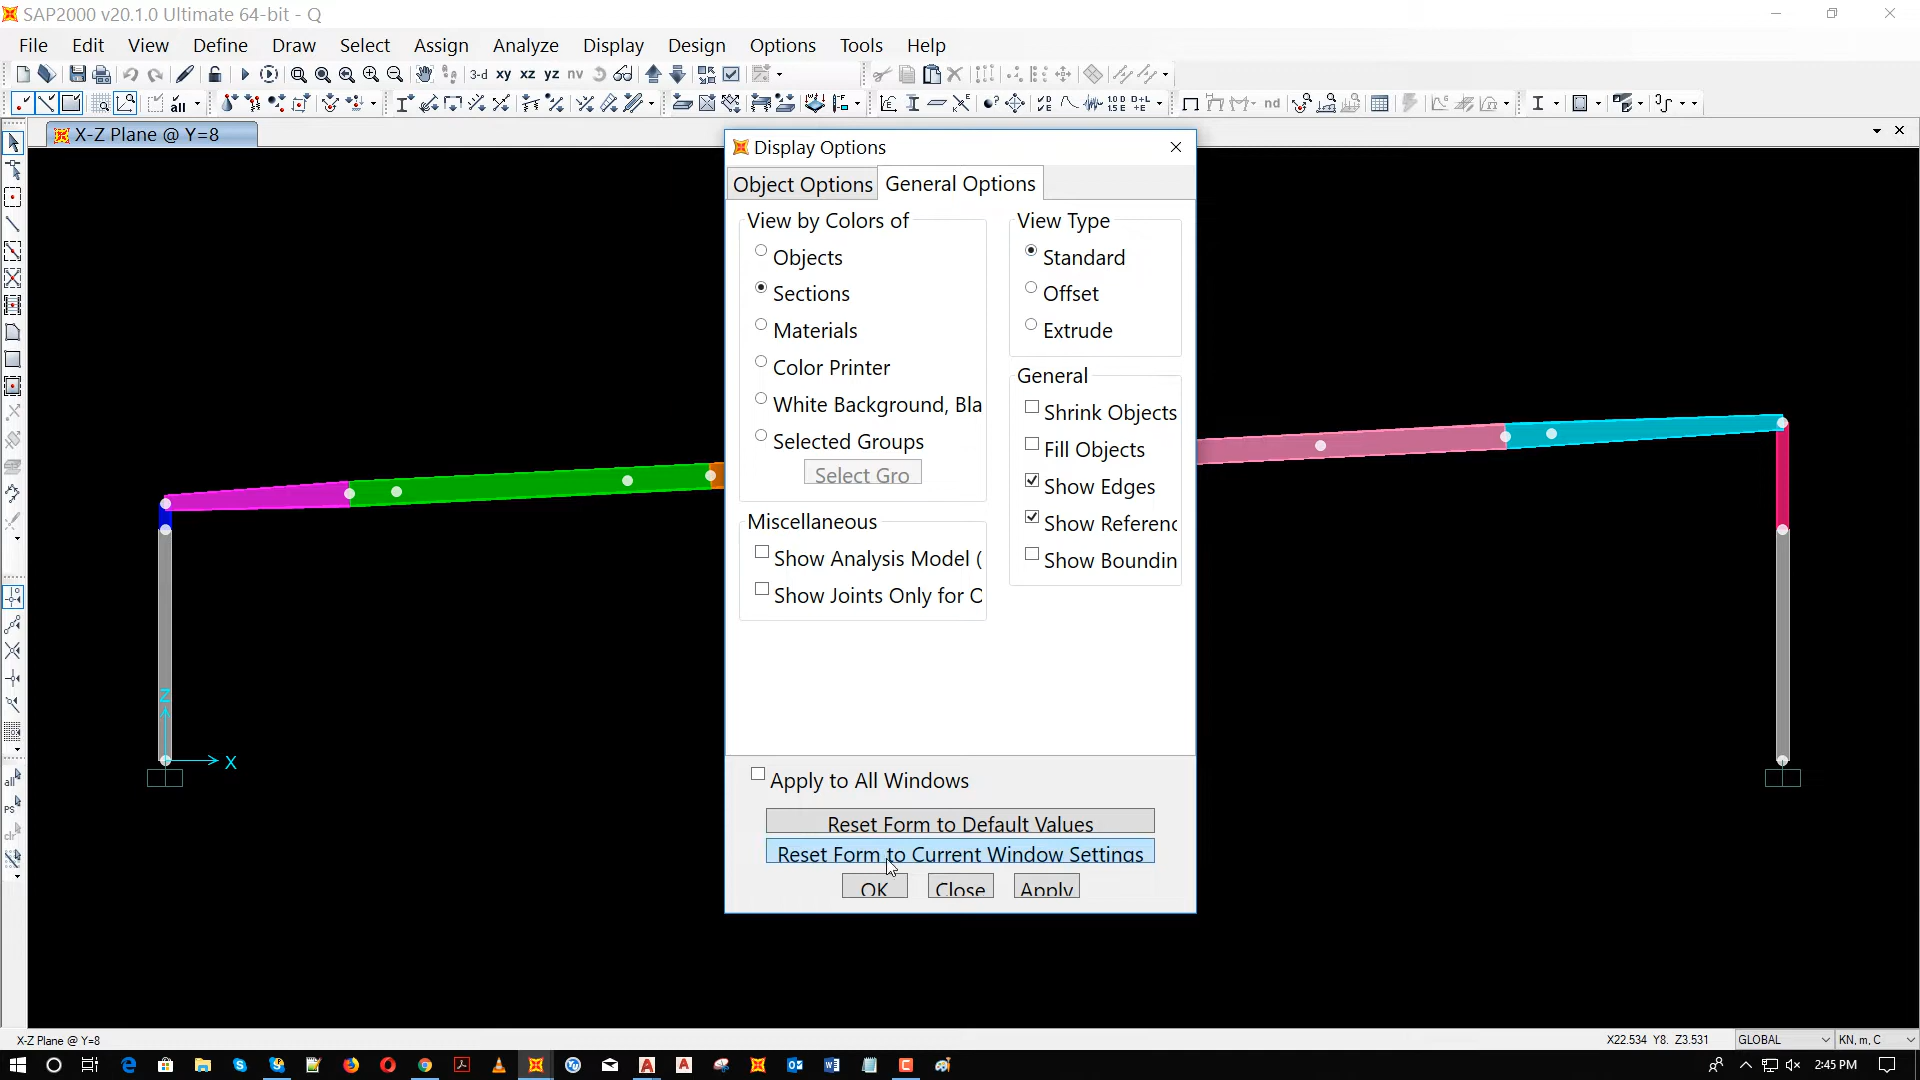 SAP2000 v20.1.0 Ultimate 64-bit - Q
File Edit View Define Draw Select Assign Analyze Display Design Options Tools Help
3-d xy xz yz nv
all
nd
X-Z Plane @ Y=8
Display Options
Object Options General Options
View by Colors of
Objects
Sections
Materials
Color Printer
White Background, Bla
Selected Groups
Select Gro
Miscellaneous
Show Analysis Model (
Show Joints Only for C
View Type
Standard
Offset
Extrude
General
Shrink Objects
Fill Objects
Show Edges
Show Referenc
Show Boundin
Apply to All Windows
Reset Form to Default Values
Reset Form to Current Window Settings
OK Close Apply
Z
X
all
PS
clr
X-Z Plane @ Y=8
X22.534 Y8. Z3.531
GLOBAL
KN, m, C
2:45 PM